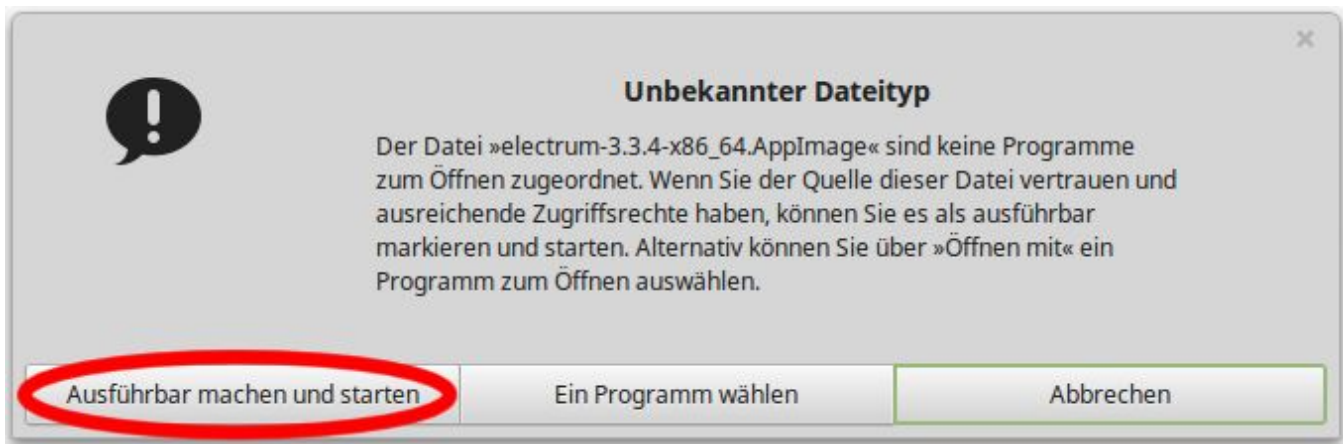 Unbekannter Dateityp
Der Datei »electrum-3.3.4-x86_64.AppImage« sind keine Programme
zum Öffnen zugeordnet. Wenn Sie der Quelle dieser Datei vertrauen und
ausreichende Zugriffsrechte haben, können Sie es als ausführbar
markieren und starten. Alternativ können Sie über »Öffnen mit« ein
Programm zum Öffnen auswählen.
Ausführbar machen und starten
Ein Programm wählen
Abbrechen